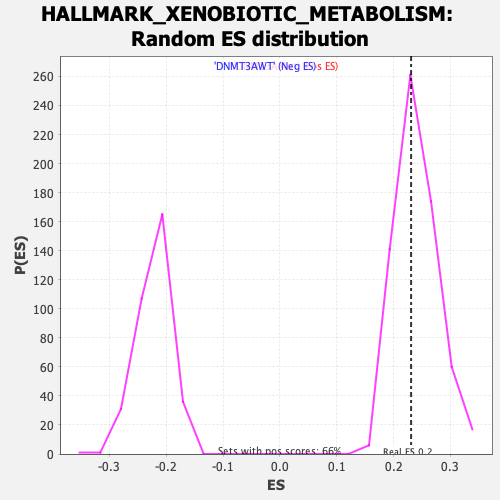 HALLMARK_XENOBIOTIC_METABOLISM:
Random ES distribution
'DNMT3AWT' (Neg ES)s ES)
260
240
220
200
180
160
140
120
100
80
60
40
20
0
P(ES)
Sets with pos scores: 66%
Real ES 0.2
-0.3 -0.2 -0.1 0.0 0.1 0.2 0.3
ES